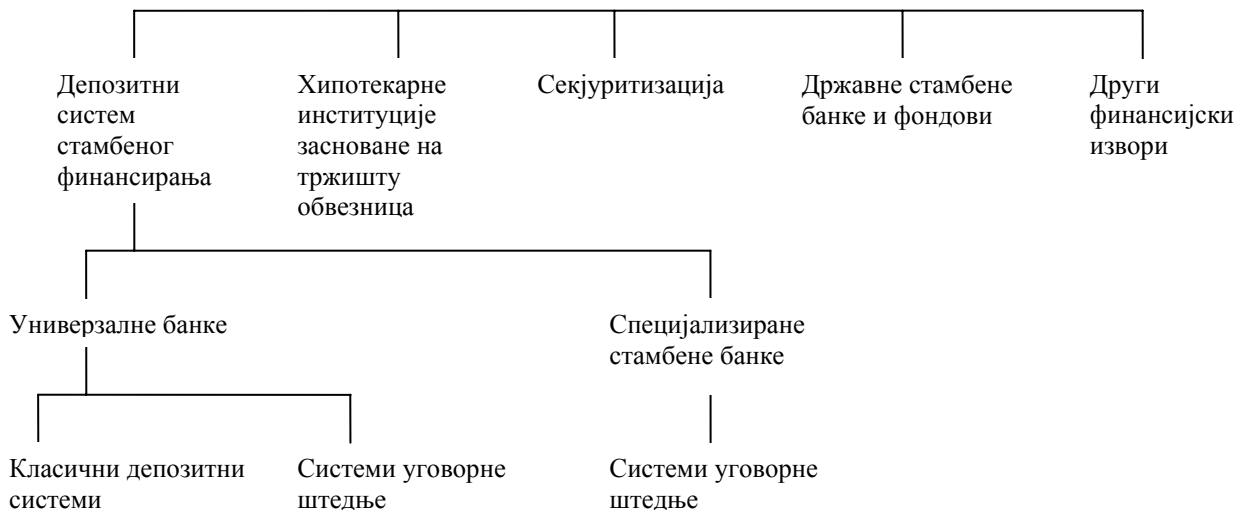 Депозитни
систем
стамбеног
финансирања
Хипотекарне
институције
засноване на
тржишту
обвезница
Секјуритизација
Државне стамбене
банке и фондови
Други
финансијски
извори
Универзалне банке
Специјализиране
стамбене банке
Класични депозитни
системи
Системи уговорне
штедње
Системи уговорне
штедње